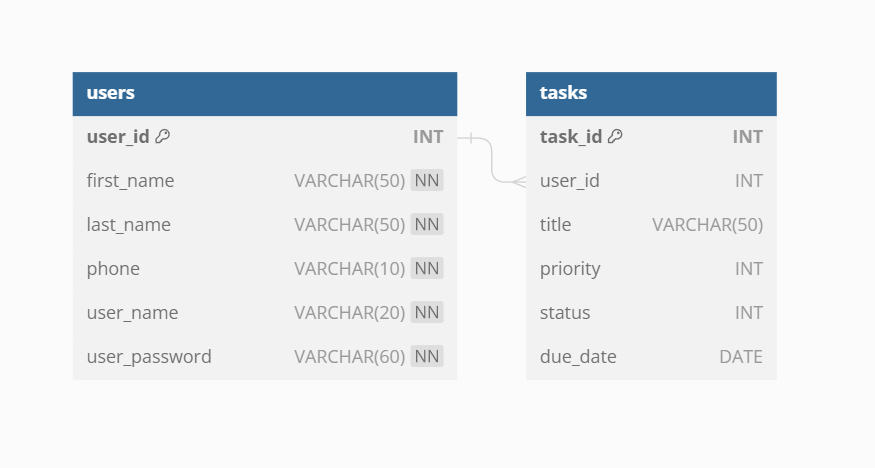 users
user_id INT
first_name VARCHAR(50) NN
last_name VARCHAR(50) NN
phone VARCHAR(10) NN
user_name VARCHAR(20) NN
user_password VARCHAR(60) NN
tasks
task_id INT
user_id INT
title VARCHAR(50)
priority INT
status INT
due_date DATE